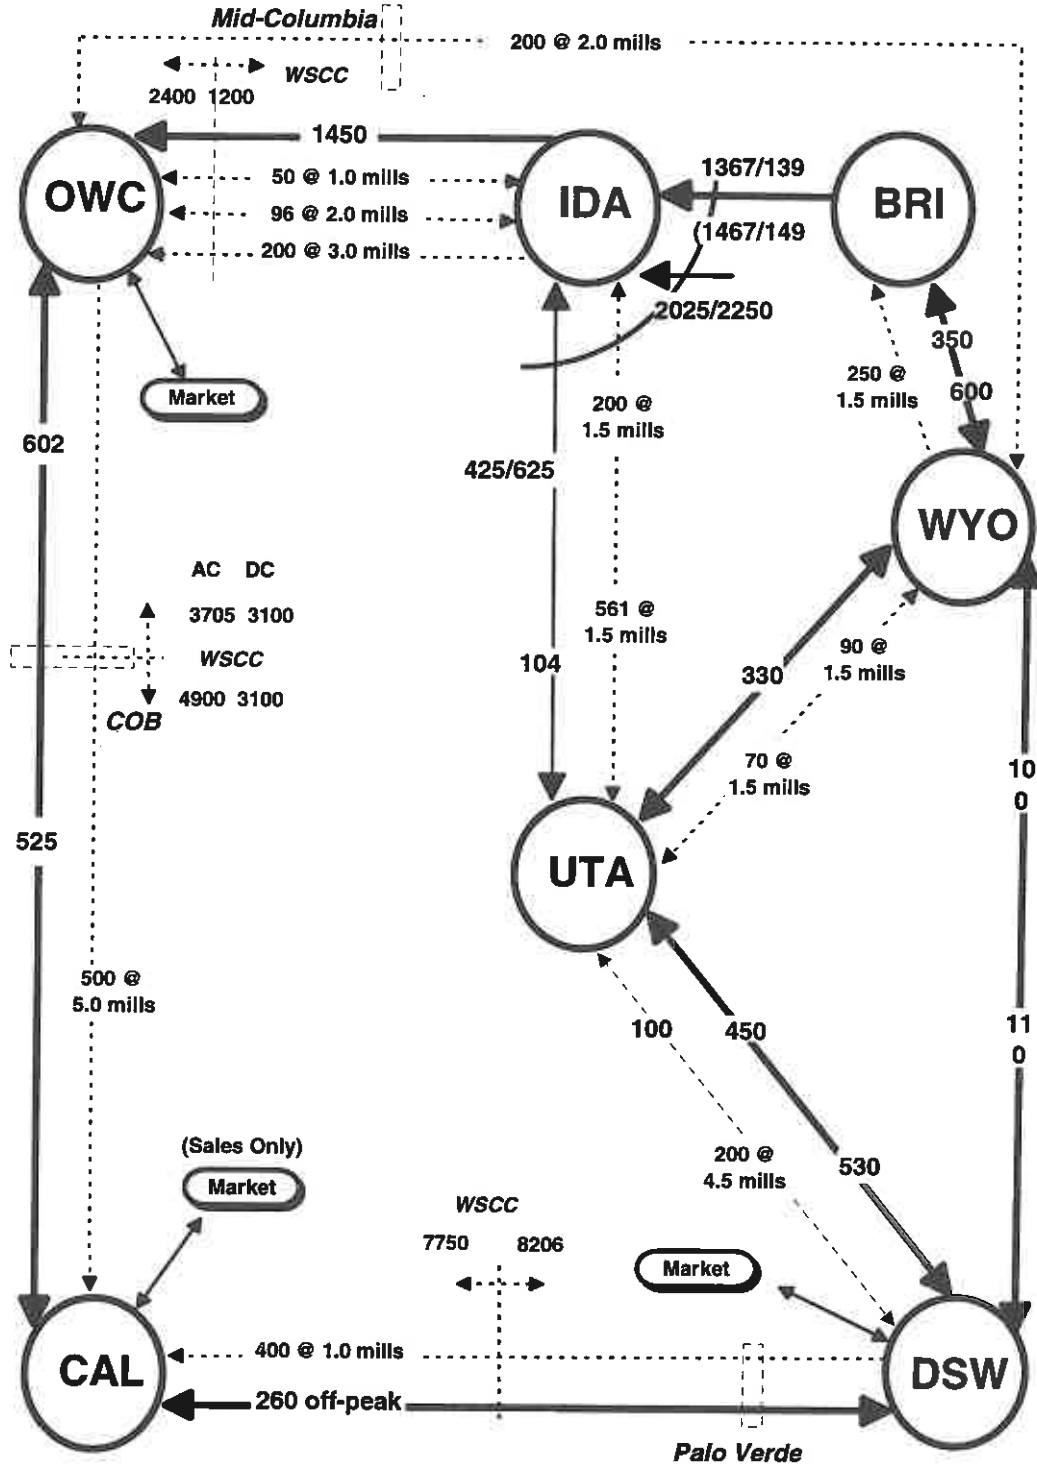 Mid-Columbia
200 @ 2.0 mills
WSCC
2400 1200
1450
1367/139
OWC
50 @ 1.0 mills
IDA
BRI
96 @ 2.0 mills
(1467/149
200 @ 3.0 mills
2025/2250
350
250 @
1.5 mills
600
Market
200 @
1.5 mills
602
425/625
WYO
AC DC
3705 3100
561 @
1.5 mills
WSCC
90 @
1.5 mills
104
330
4900 3100
COB
70 @
1.5 mills
10
0
525
UTA
500 @
5.0 mills
100
450
11
0
(Sales Only)
Market
200 @
4.5 mills
530
WSCC
7750 8206
Market
400 @ 1.0 mills
CAL
DSW
260 off-peak
Palo Verde